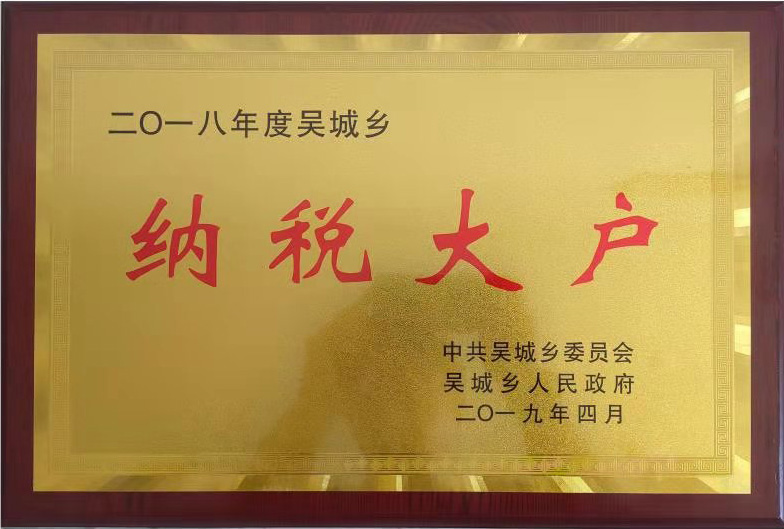 二〇一八年度吴城乡
纳税大户
中共吴城乡委员会
吴城乡人民政府
二〇一九年四月